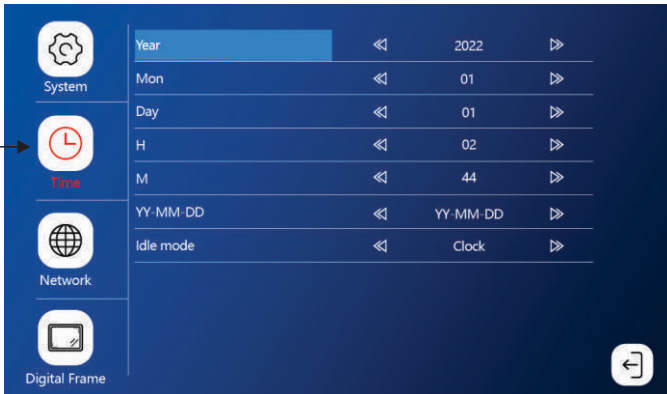 System
Time
Network
Digital Frame
Year 2022
Mon 01
Day 01
H 02
M 44
YY-MM-DD YY-MM-DD
Idle mode Clock